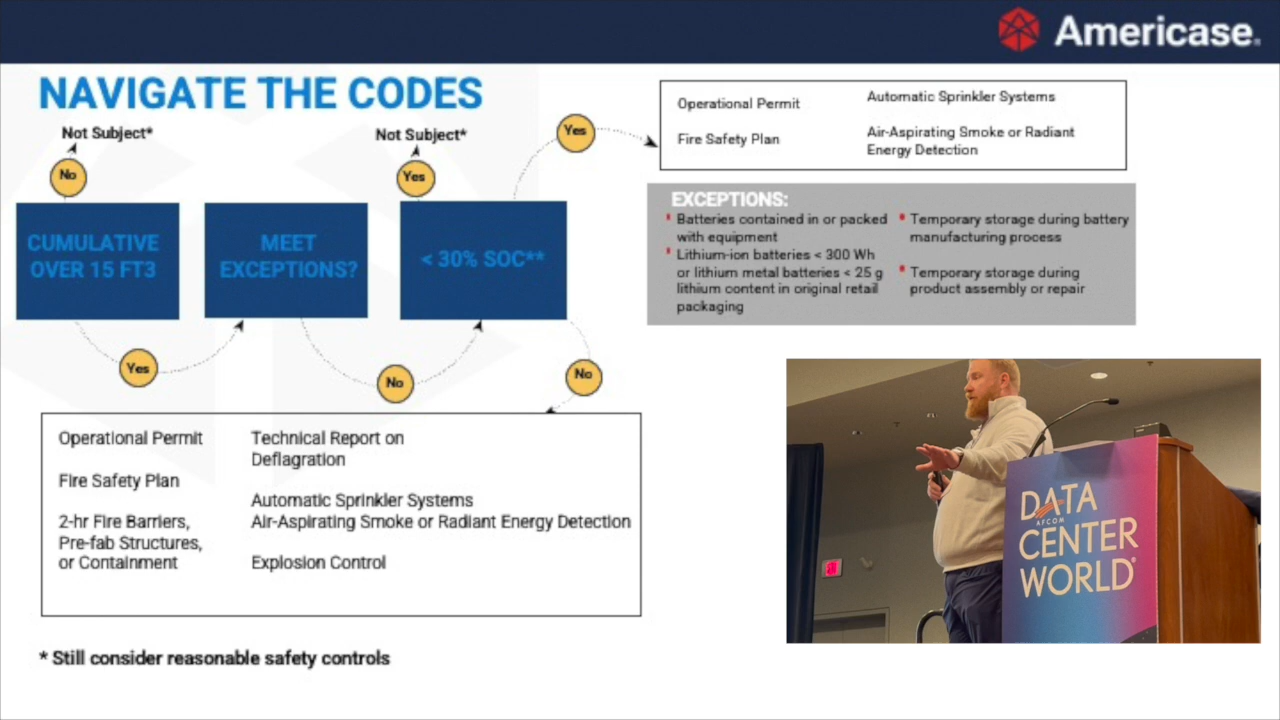 Americase.
NAVIGATE THE CODES
Not Subject*
No
CUMULATIVE
OVER 15 FT3
Yes
MEET
EXCEPTIONS?
No
Not Subject*
Yes
< 30% SOC**
Yes
No
Operational Permit
Fire Safety Plan
Automatic Sprinkler Systems
Air-Aspirating Smoke or Radiant
Energy Detection
EXCEPTIONS:
* Batteries contained in or packed
with equipment
* Lithium-ion batteries < 300 Wh
or lithium metal batteries < 25 g
lithium content in original retail
packaging
* Temporary storage during battery
manufacturing process
* Temporary storage during
product assembly or repair
Operational Permit
Fire Safety Plan
2-hr Fire Barriers,
Pre-fab Structures,
or Containment
Technical Report on
Deflagration
Automatic Sprinkler Systems
Air-Aspirating Smoke or Radiant Energy Detection
Explosion Control
* Still consider reasonable safety controls
DATA
AFCOM
CENTER
WORLD